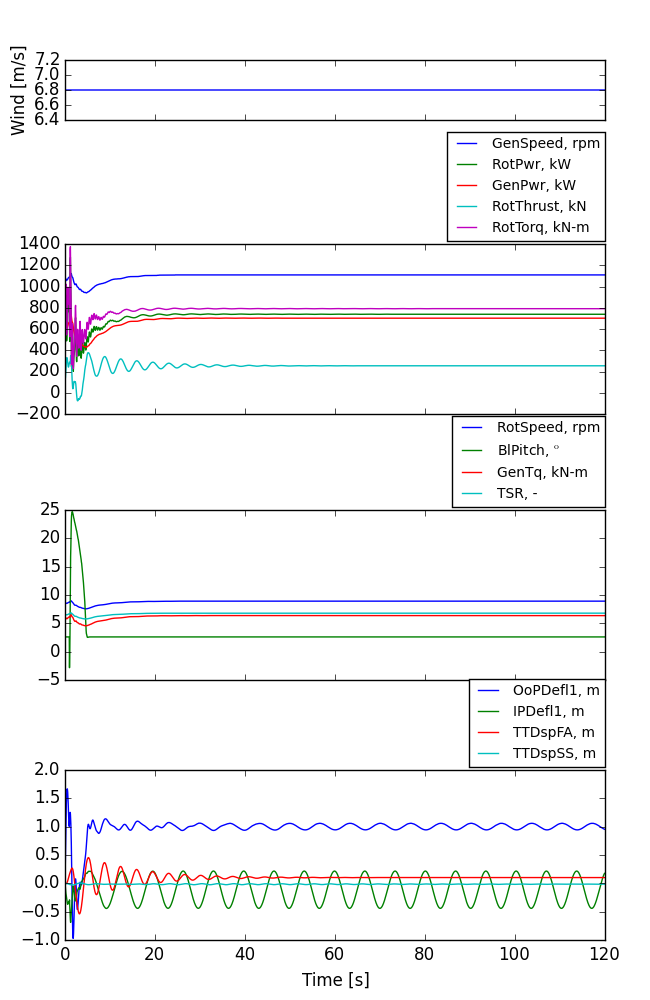 Wind [m/s]
7.2
7.0
6.8
6.6
6.4
GenSpeed, rpm
RotPwr, kW
GenPwr, kW
RotThrust, kN
RotTorq, kN-m
1400
1200
1000
800
600
400
200
0
−200
RotSpeed, rpm
BlPitch, °
GenTq, kN-m
TSR, -
25
20
15
10
5
0
−5
OoPDefl1, m
IPDefl1, m
TTDspFA, m
TTDspSS, m
2.0
1.5
1.0
0.5
0.0
−0.5
−1.0
0 20 40 60 80 100 120
Time [s]